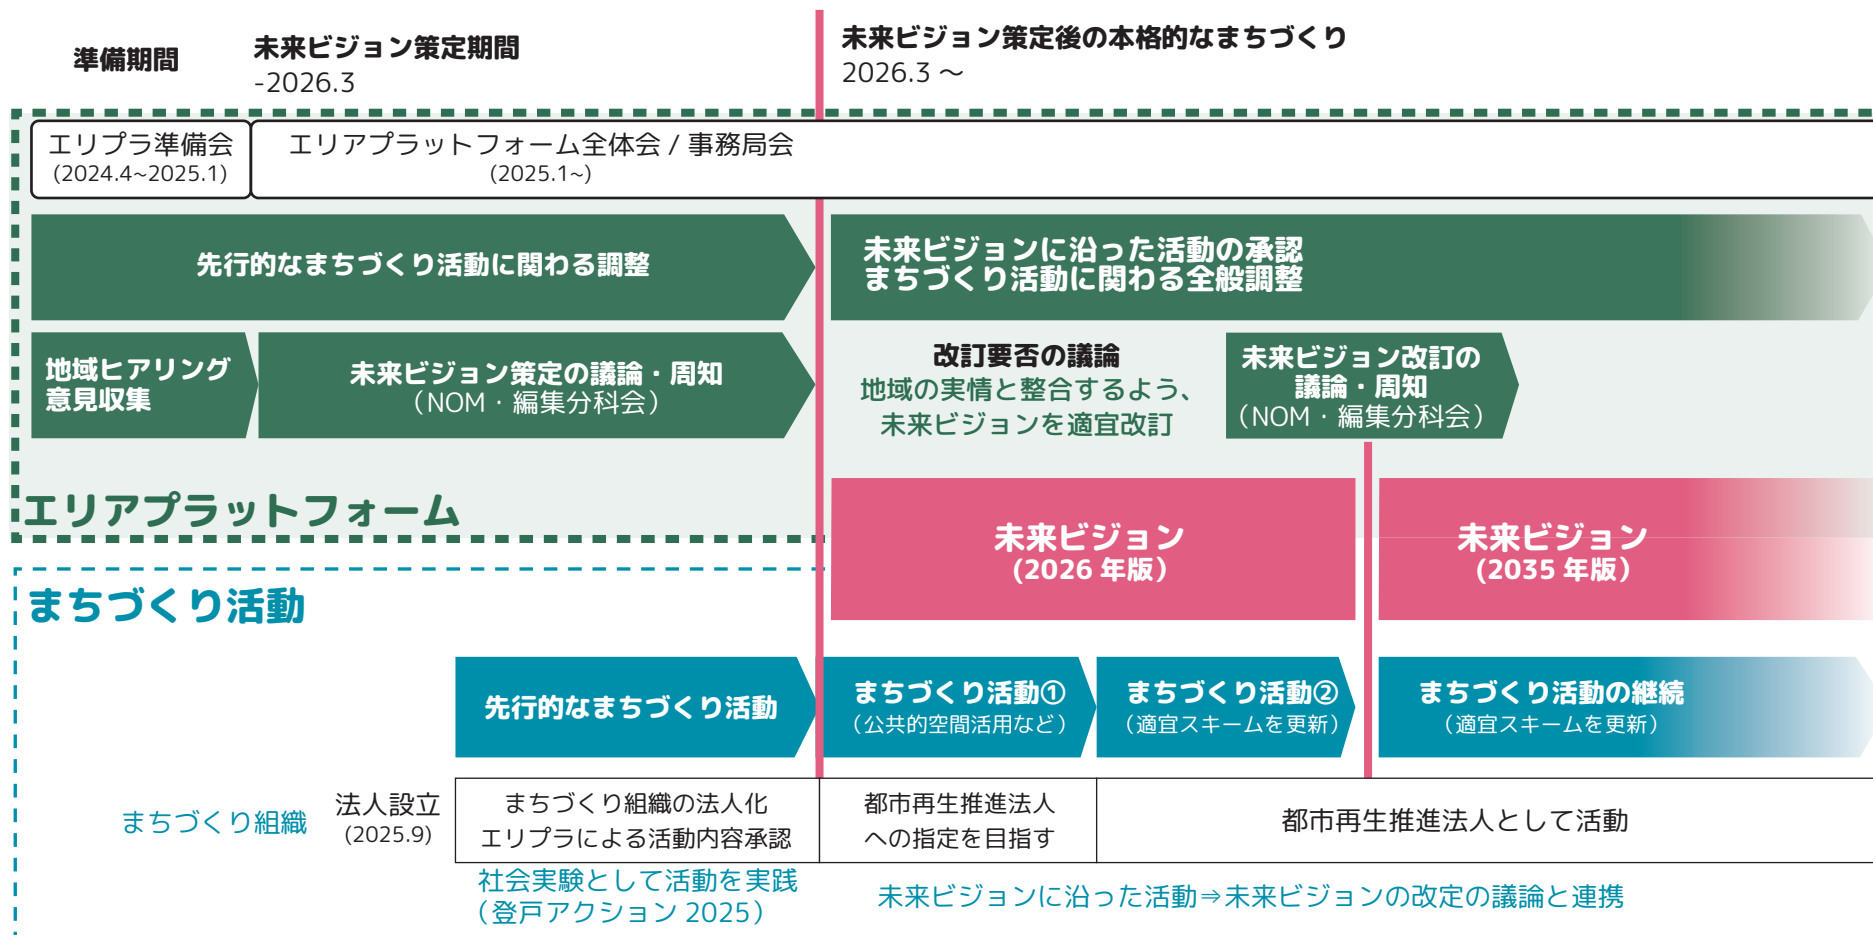 準備期間
未来ビジョン策定期間
-2026.3
未来ビジョン策定後の本格的なまちづくり
2026.3 ～
エリプラ準備会
(2024.4~2025.1)
エリアプラットフォーム全体会 / 事務局会
(2025.1~)
先行的なまちづくり活動に関わる調整
未来ビジョンに沿った活動の承認
まちづくり活動に関わる全般調整
地域ヒアリング
意見収集
未来ビジョン策定の議論・周知
（NOM・編集分科会）
改訂要否の議論
地域の実情と整合するよう、
未来ビジョンを適宜改訂
未来ビジョン改訂の
議論・周知
（NOM・編集分科会）
エリアプラットフォーム
未来ビジョン
(2026 年版）
未来ビジョン
(2035 年版）
まちづくり活動
先行的なまちづくり活動
まちづくり活動①
（公共的空間活用など）
まちづくり活動②
（適宜スキームを更新）
まちづくり活動の継続
（適宜スキームを更新）
まちづくり組織
法人設立
(2025.9)
まちづくり組織の法人化
エリプラによる活動内容承認
都市再生推進法人
への指定を目指す
都市再生推進法人として活動
社会実験として活動を実践
（登戸アクション 2025）
未来ビジョンに沿った活動⇒未来ビジョンの改定の議論と連携